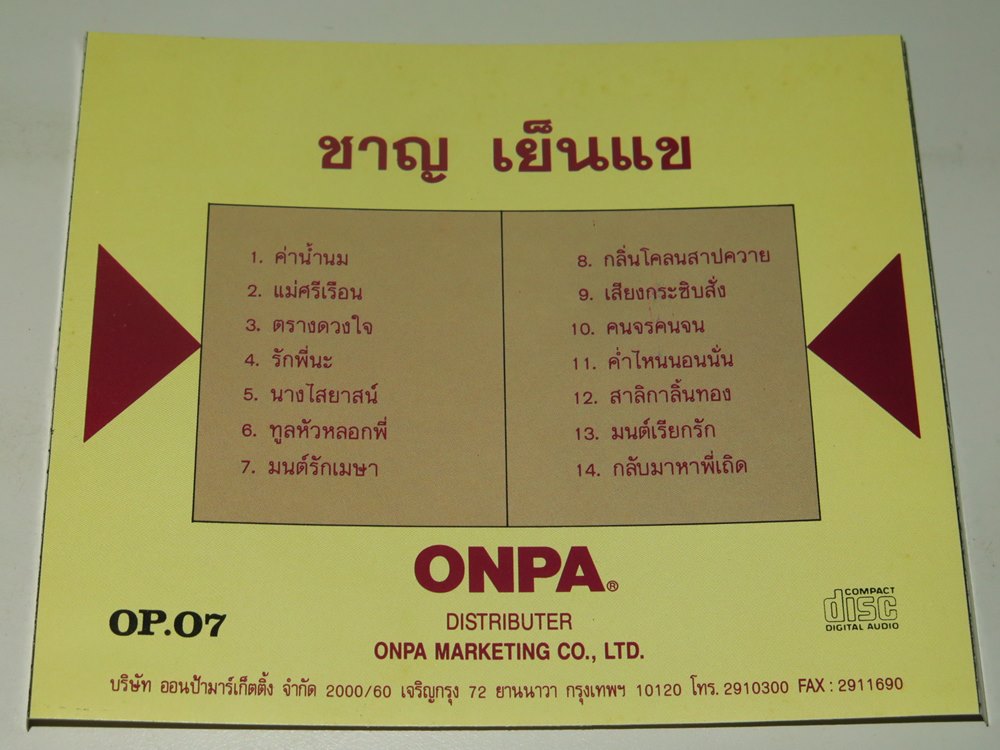 ชาญ เย็นแข
1. ค่าน้ำนม
2. แม่ศรีเรือน
3. ตรางดวงใจ
4. รักพี่นะ
5. นางไสยาสน์
6. ทูลหัวหลอกพี่
7. มนต์รักเมษา
8. กลิ่นโคลนสาปควาย
9. เสียงกระซิบสั่ง
10. คนจรคนจน
11. ค่ำไหนนอนนั่น
12. สาลิกาลิ้นทอง
13. มนต์เรียกรัก
14. กลับมาหาพี่เถิด
ONPA®
OP.07
DISTRIBUTER
ONPA MARKETING CO., LTD.
COMPACT
disc
DIGITAL AUDIO
บริษัท ออนป้ามาร์เก็ตติ้ง จำกัด 2000/60 เจริญกรุง 72 ยานนาวา กรุงเทพฯ 10120 โทร. 2910300 FAX : 2911690